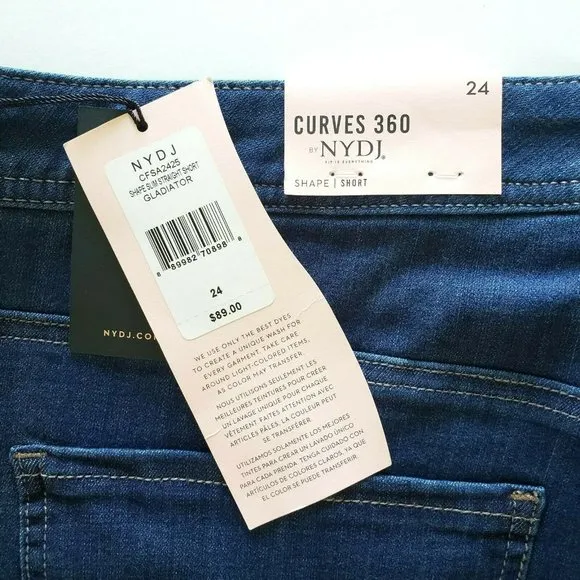 24
CURVES 360
BY NYDJ®
FIT IS EVERYTHING
SHAPE | SHORT
NYDJ
CFSA2425
SHAPE SLIM STRAIGHT SHORT
GLADIATOR
8 89982 70898 8
24
$89.00
WE USE ONLY THE BEST DYES
TO CREATE A UNIQUE WASH FOR
EVERY GARMENT. TAKE CARE
AROUND LIGHT-COLORED ITEMS,
AS COLOR MAY TRANSFER.
NOUS UTILISONS SEULEMENT LES
MEILLEURES TEINTURES POUR CRÉER
UN LAVAGE UNIQUE POUR CHAQUE
VÊTEMENT FAITES ATTENTION AVEC
ARTICLES PÂLES, LA COULEUR PEUT
SE TRANSFÉRER.
UTILIZAMOS SOLAMENTE LOS MEJORES
TINTES PARA CREAR UN LAVADO ÚNICO
PARA CADA PRENDA. TENGA CUIDADO CON
ARTÍCULOS DE COLORES CLAROS, YA QUE
EL COLOR SE PUEDE TRANSFERIR.
NYDJ.CO